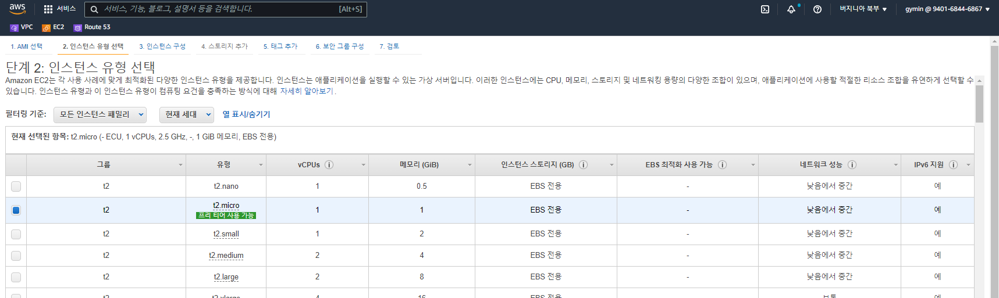 aws 서비스 서비스, 기능, 블로그, 설명서 등을 검색합니다. [Alt+S] 버지니아 북부 gymin @ 9401-6844-6867
VPC EC2 Route 53
1. AMI 선택 2. 인스턴스 유형 선택 3. 인스턴스 구성 4. 스토리지 추가 5. 태그 추가 6. 보안 그룹 구성 7. 검토
단계 2: 인스턴스 유형 선택
Amazon EC2는 각 사용 사례에 맞게 최적화된 다양한 인스턴스 유형을 제공합니다. 인스턴스는 애플리케이션을 실행할 수 있는 가상 서버입니다. 이러한 인스턴스에는 CPU, 메모리, 스토리지 및 네트워킹 용량의 다양한 조합이 있으며, 애플리케이션에 사용할 적절한 리소스 조합을 유연하게 선택할 수
있습니다. 인스턴스 유형과 이 인스턴스 유형이 컴퓨팅 요건을 충족하는 방식에 대해 자세히 알아보기.
필터링 기준: 모든 인스턴스 패밀리 현재 세대 열 표시/숨기기
현재 선택된 항목: t2.micro (- ECU, 1 vCPUs, 2.5 GHz, -, 1 GiB 메모리, EBS 전용)
그룹 유형 vCPUs 메모리 (GiB) 인스턴스 스토리지 (GB) EBS 최적화 사용 가능 네트워크 성능 IPv6 지원
t2 t2.nano 1 0.5 EBS 전용 - 낮음에서 중간 예
t2 t2.micro 1 1 EBS 전용 - 낮음에서 중간 예
프리 티어 사용 가능
t2 t2.small 1 2 EBS 전용 - 낮음에서 중간 예
t2 t2.medium 2 4 EBS 전용 - 낮음에서 중간 예
t2 t2.large 2 8 EBS 전용 - 낮음에서 중간 예
t2 t2.xlarge 4 16 EBS 전용 - 보통 예